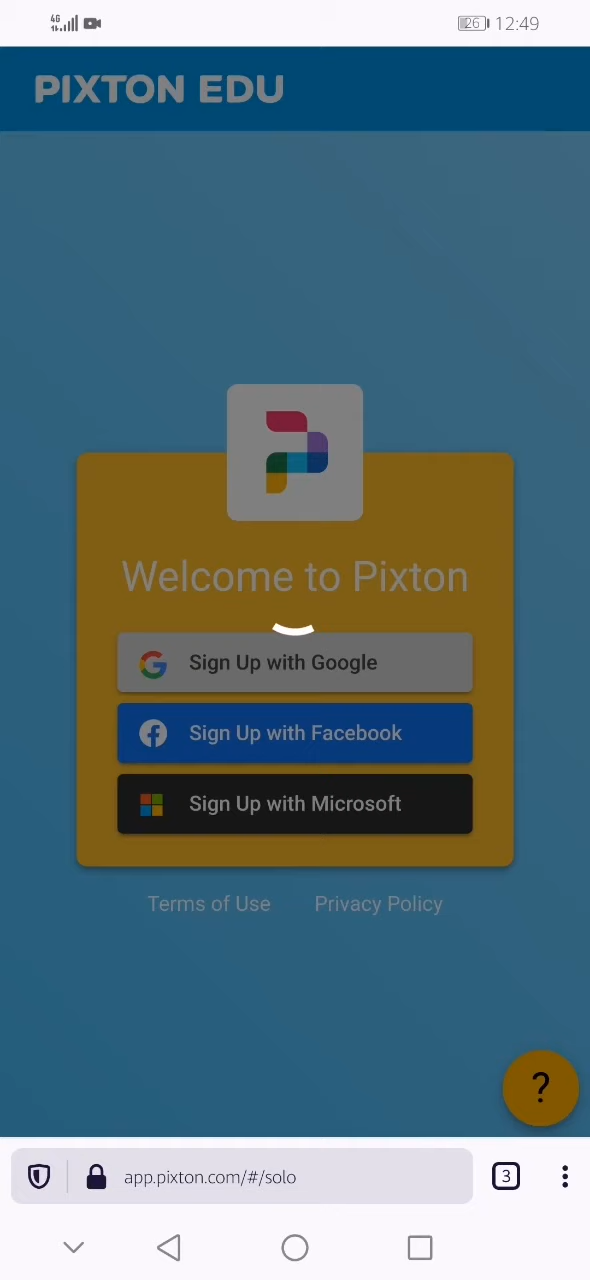 4G 26 12:49
PIXTON EDU
Welcome to Pixton
Sign Up with Google
Sign Up with Facebook
Sign Up with Microsoft
Terms of Use Privacy Policy
?
app.pixton.com/#/solo 3